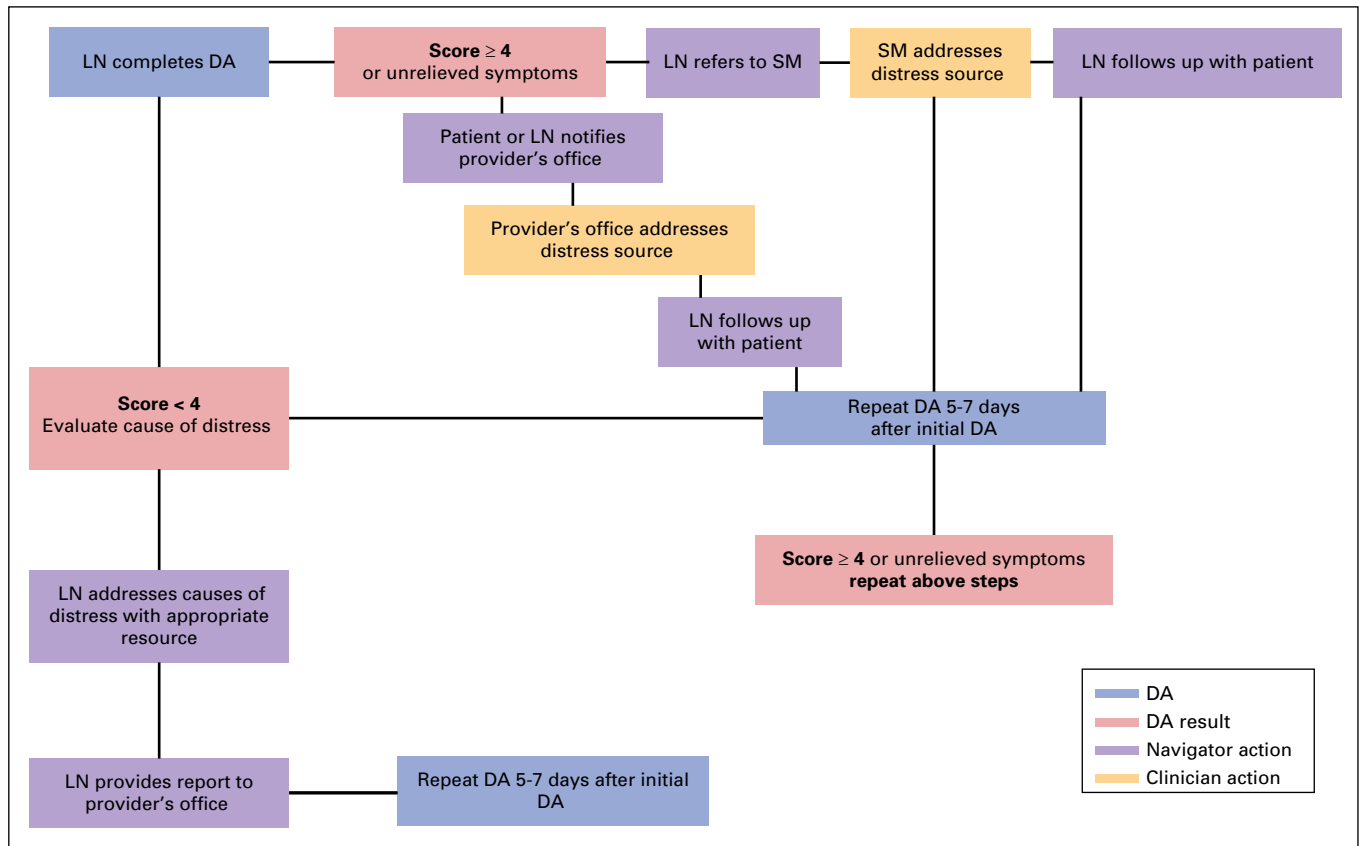 LN completes DA
Score ≥ 4
or unrelieved symptoms
LN refers to SM
SM addresses
distress source
LN follows up with patient
Patient or LN notifies
provider's office
Provider's office addresses
distress source
LN follows up
with patient
Score < 4
Evaluate cause of distress
Repeat DA 5-7 days
after initial DA
Score ≥ 4 or unrelieved symptoms
repeat above steps
LN addresses causes of
distress with appropriate
resource
LN provides report to
provider's office
Repeat DA 5-7 days after initial
DA
DA
DA result
Navigator action
Clinician action